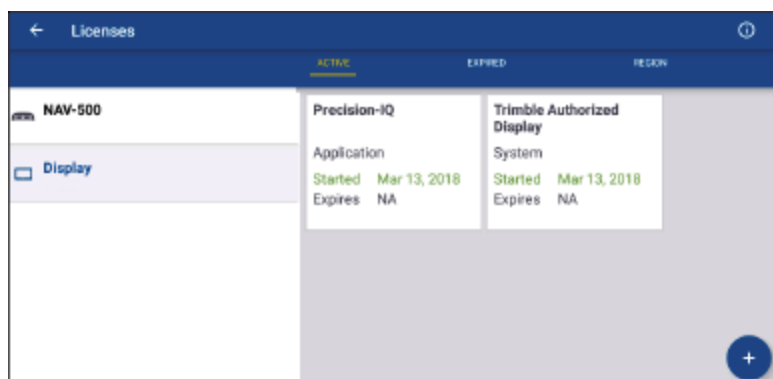 Licenses
ACTIVE EXPIRED REGION
NAV-500
Display
Precision-IQ
Application
Started Mar 13, 2018
Expires NA
Trimble Authorized
Display
System
Started Mar 13, 2018
Expires NA